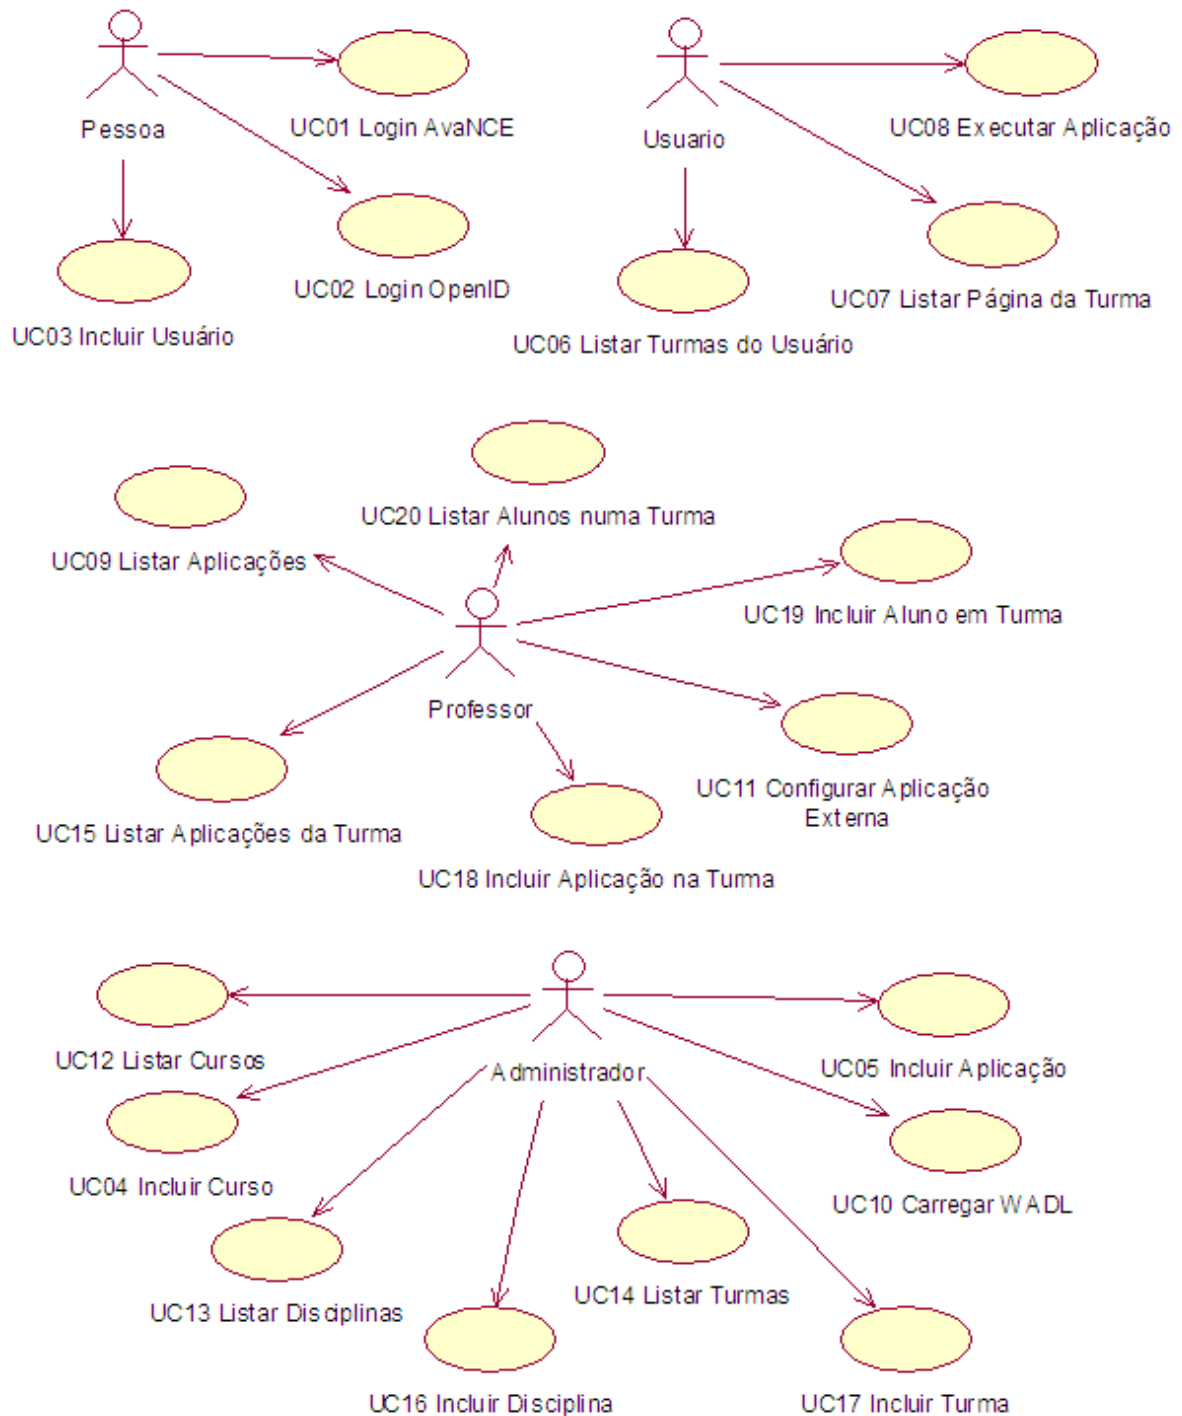 UC01 Login AvaNCE
Pessoa
UC08 Executar Aplicação
Usuario
UC02 Login OpenID
UC07 Listar Página da Turma
UC03 Incluir Usuário
UC06 Listar Turmas do Usuário
UC20 Listar Alunos numa Turma
UC09 Listar Aplicações
UC19 Incluir Aluno em Turma
Professor
UC11 Configurar Aplicação
Externa
UC15 Listar Aplicações da Turma
UC18 Incluir Aplicação na Turma
UC12 Listar Cursos
UC05 Incluir Aplicação
Administrador
UC04 Incluir Curso
UC10 Carregar WADL
UC14 Listar Turmas
UC13 Listar Disciplinas
UC16 Incluir Disciplina
UC17 Incluir Turma